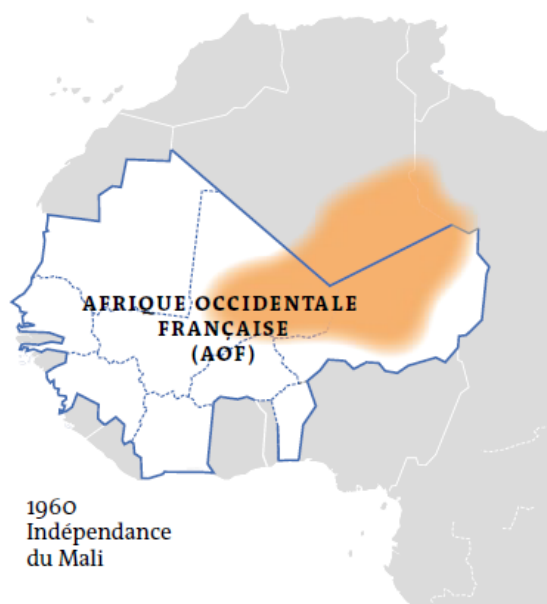 AFRIQUE OCCIDENTALE
FRANÇAISE
(AOF)
1960
Indépendance
du Mali